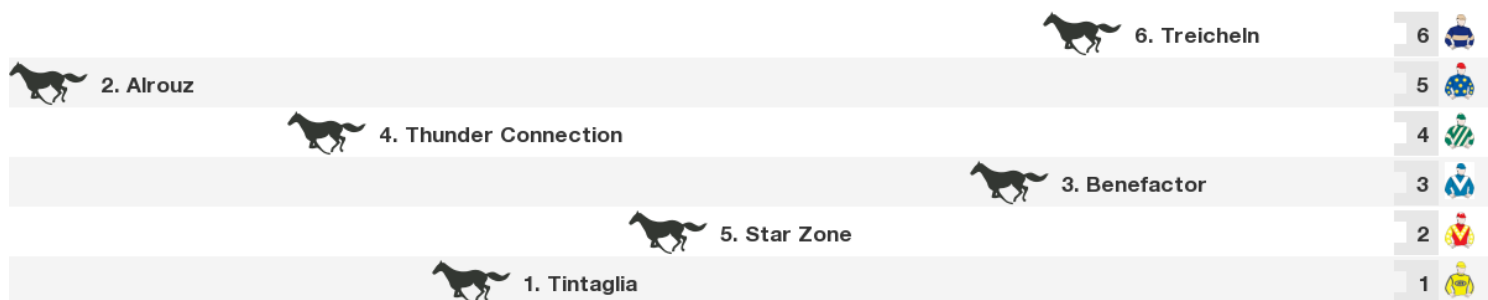 6. Treicheln 6
2. Alrouz 5
4. Thunder Connection 4
3. Benefactor 3
5. Star Zone 2
1. Tintaglia 1